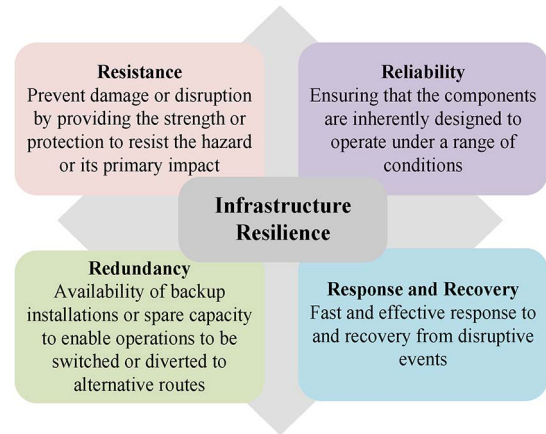 Resistance
Prevent damage or disruption
by providing the strength or
protection to resist the hazard
or its primary impact
Reliability
Ensuring that the components
are inherently designed to
operate under a range of
conditions
Infrastructure
Resilience
Redundancy
Availability of backup
installations or spare capacity
to enable operations to be
switched or diverted to
alternative routes
Response and Recovery
Fast and effective response to
and recovery from disruptive
events